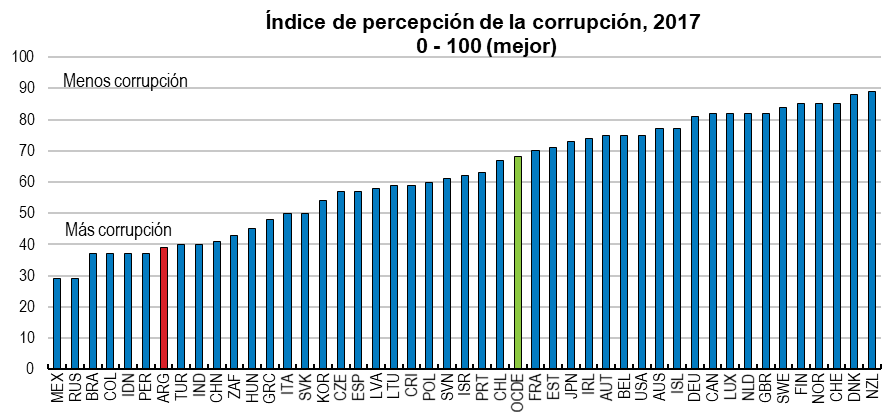 Índice de percepción de la corrupción, 2017
0 - 100 (mejor)
100
Menos corrupción
90
80
70
60
50
Más corrupción
40
30
20
10
0
MEX RUS BRA COL IDN PER ARG TUR IND CHN ZAF HUN GRC ITA SVK KOR CZE ESP LVA LTU CRI POL SVN ISR PRT CHL OCDE FRA EST JPN IRL AUT BEL USA AUS ISL DEU CAN LUX NLD GBR SWE FIN NOR CHE DNK NZL